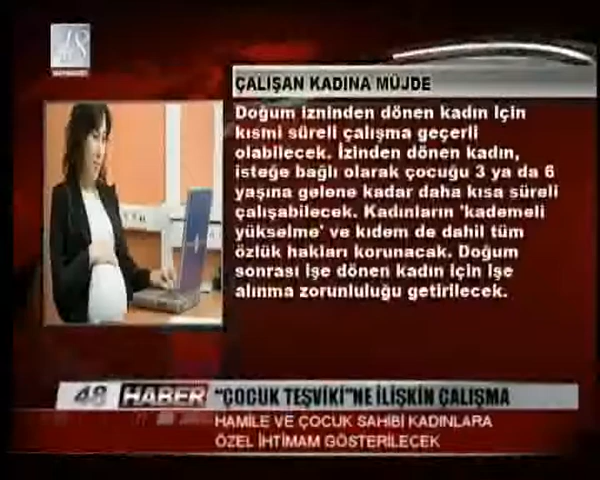 48
ÇALIŞAN KADINA MÜJDE
Doğum izninden dönen kadın için
kısmi süreli çalışma geçerli
olabilecek. İzinden dönen kadın,
isteğe bağlı olarak çocuğu 3 ya da 6
yaşına gelene kadar daha kısa süreli
çalışabilecek. Kadınların 'kademeli
yükselme' ve kıdem de dahil tüm
özlük hakları korunacak. Doğum
sonrası işe dönen kadın için işe
alınma zorunluluğu getirilecek.
48 HABER "ÇOCUK TEŞVİKİ"NE İLİŞKİN ÇALIŞMA
HAMİLE VE ÇOCUK SAHİBİ KADINLARA
ÖZEL İHTİMAM GÖSTERİLECEK